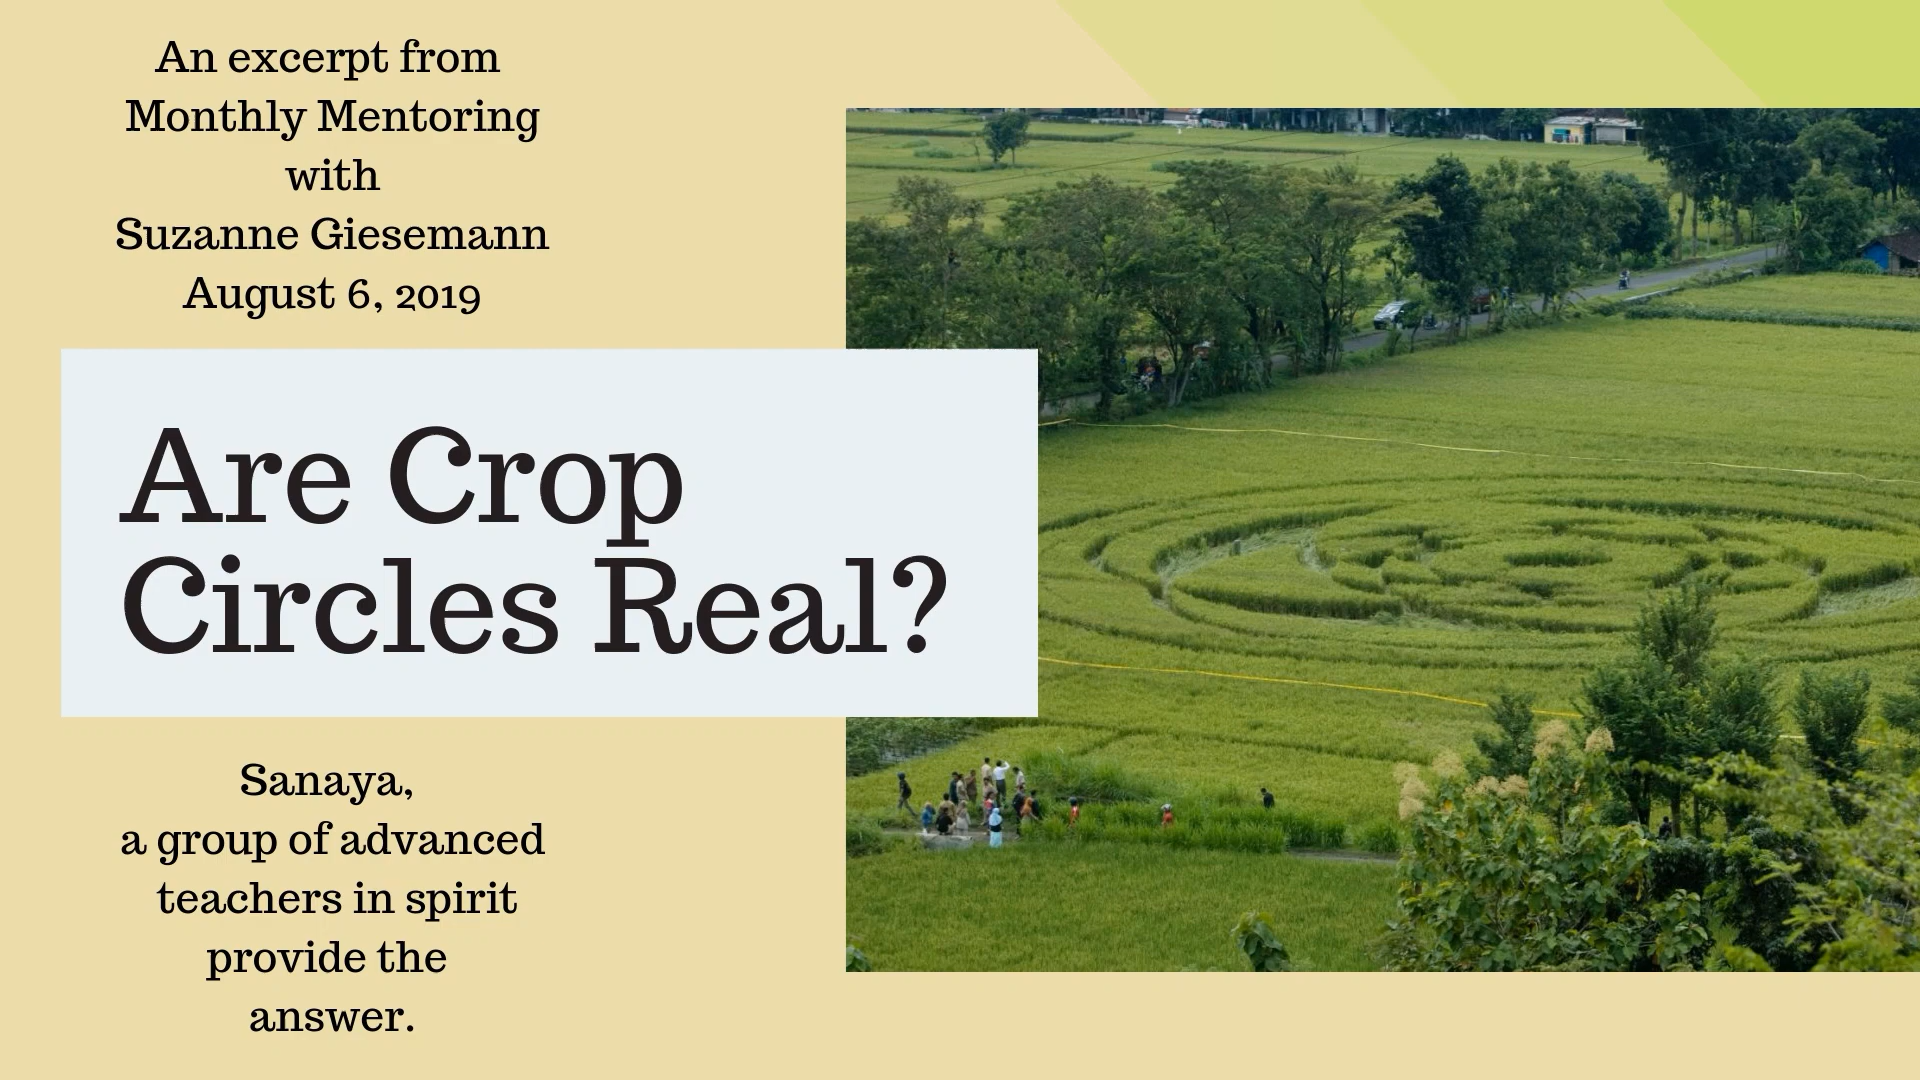 An excerpt from
Monthly Mentoring
with
Suzanne Giesemann
August 6, 2019
Are Crop
Circles Real?
Sanaya,
a group of advanced
teachers in spirit
provide the
answer.